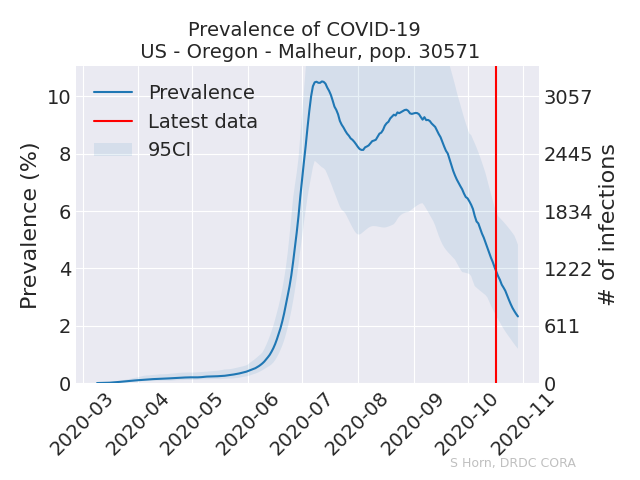 Prevalence of COVID-19
US - Oregon - Malheur, pop. 30571
Prevalence
Latest data
95CI
Prevalence (%)
10
8
6
4
2
0
3057
2445
1834
1222
611
0
# of infections
2020-03
2020-04
2020-05
2020-06
2020-07
2020-08
2020-09
2020-10
2020-11
S Horn, DRDC CORA